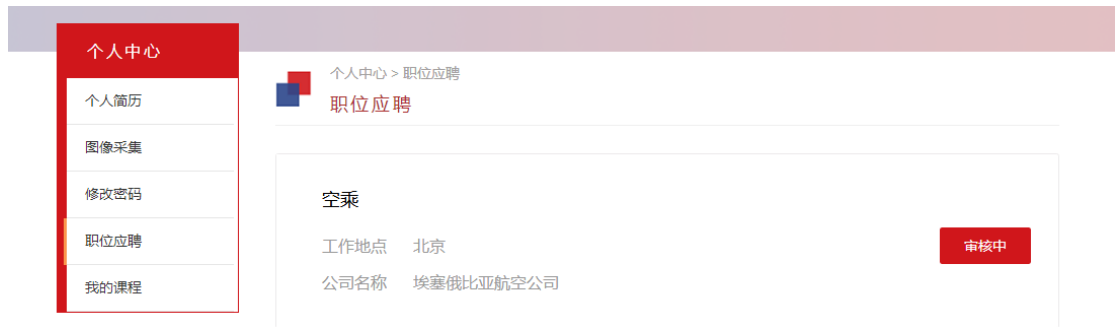 个人中心
个人简历
图像采集
修改密码
职位应聘
我的课程
个人中心 > 职位应聘
职位应聘
空乘
工作地点 北京
审核中
公司名称 埃塞俄比亚航空公司